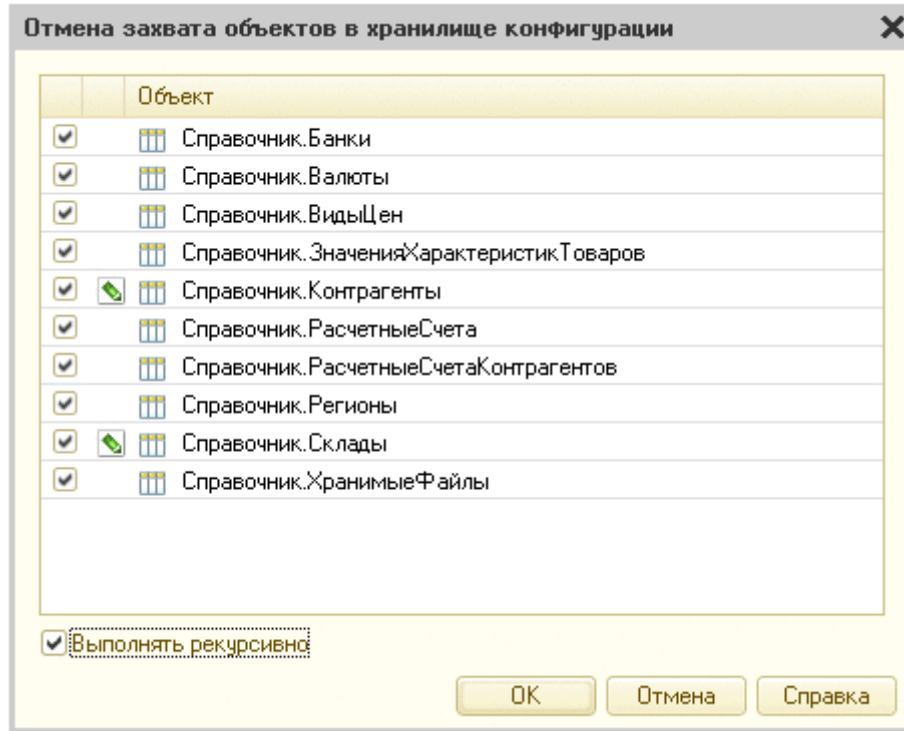 Отмена захвата объектов в хранилище конфигурации
Объект
Справочник.Банки
Справочник.Валюты
Справочник.ВидыЦен
Справочник.ЗначенияХарактеристикТоваров
Справочник.Контрагенты
Справочник.РасчетныеСчета
Справочник.РасчетныеСчетаКонтрагентов
Справочник.Регионы
Справочник.Склады
Справочник.ХранимыеФайлы
Выполнять рекурсивно
OK Отмена Справка